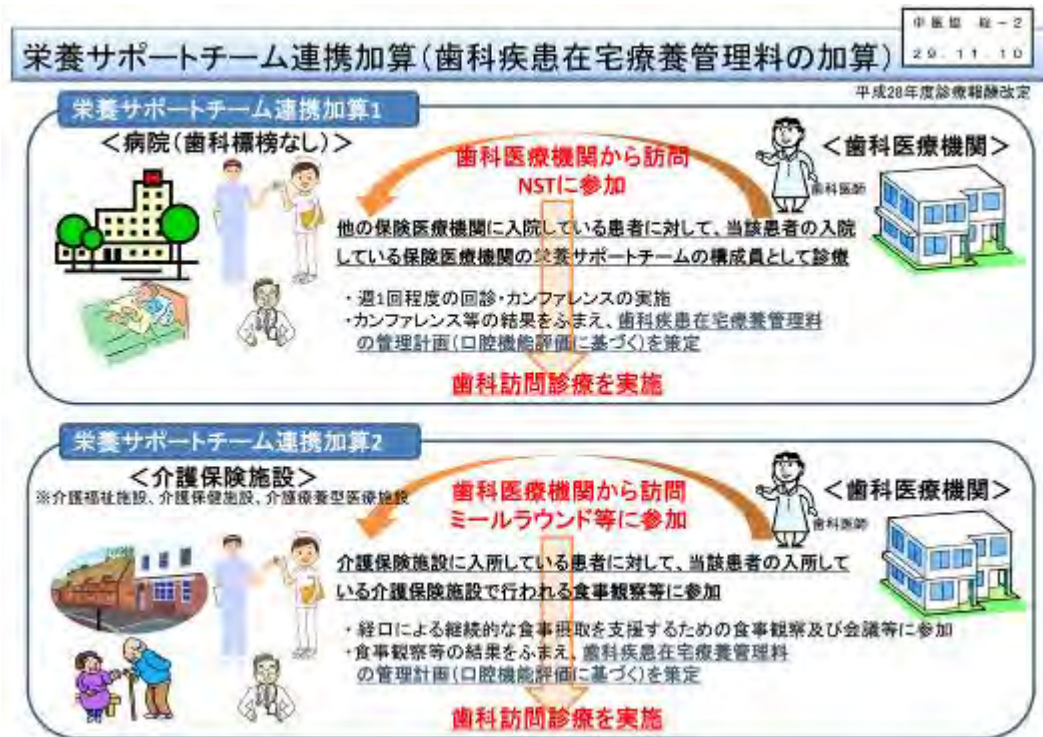 中医協 総－2
29．11．10
栄養サポートチーム連携加算（歯科疾患在宅療養管理料の加算）
平成28年度診療報酬改定
栄養サポートチーム連携加算1
＜病院（歯科標榜なし）＞
歯科医療機関から訪問
NSTに参加
＜歯科医療機関＞
歯科医師
他の保険医療機関に入院している患者に対して、当該患者の入院
している保険医療機関の栄養サポートチームの構成員として診療
・週1回程度の回診・カンファレンスの実施
・カンファレンス等の結果をふまえ、歯科疾患在宅療養管理料
の管理計画（口腔機能評価に基づく）を策定
歯科訪問診療を実施
栄養サポートチーム連携加算2
＜介護保険施設＞
※介護福祉施設、介護保健施設、介護療養型医療施設
歯科医療機関から訪問
ミールラウンド等に参加
＜歯科医療機関＞
歯科医師
介護保険施設に入所している患者に対して、当該患者の入所して
いる介護保険施設で行われる食事観察等に参加
・経口による継続的な食事摂取を支援するための食事観察及び会議等に参加
・食事観察等の結果をふまえ、歯科疾患在宅療養管理料
の管理計画（口腔機能評価に基づく）を策定
歯科訪問診療を実施